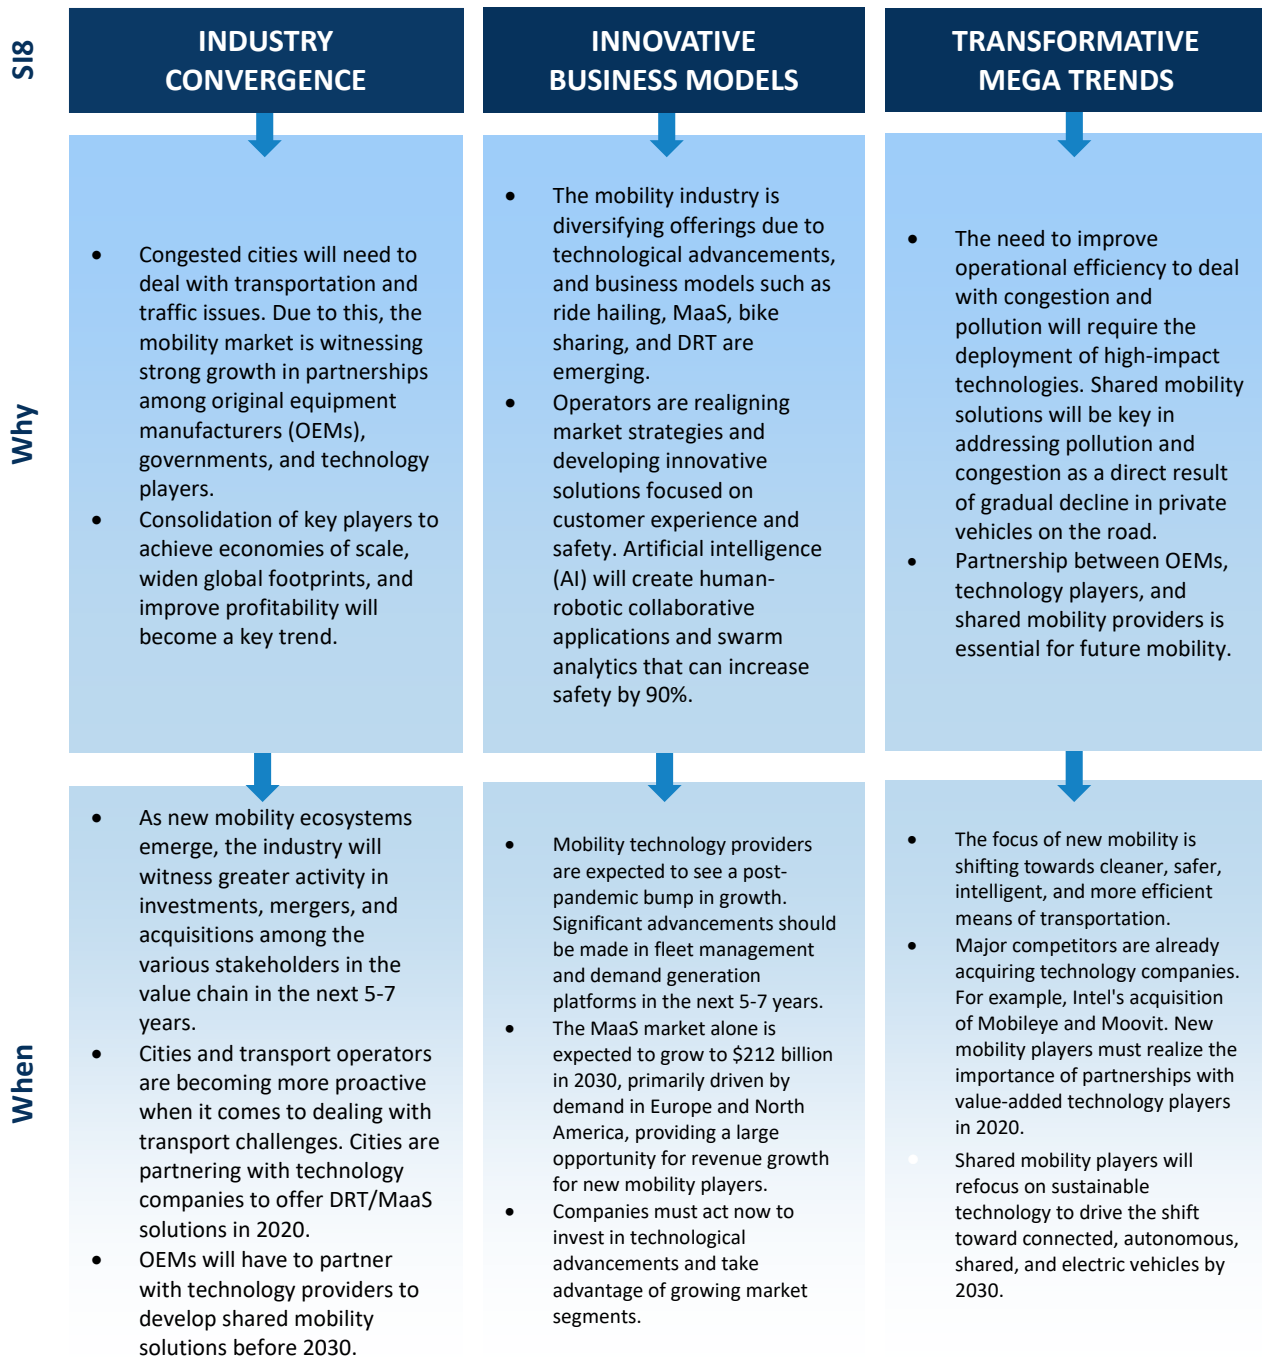 SI8
INDUSTRY
CONVERGENCE
INNOVATIVE
BUSINESS MODELS
TRANSFORMATIVE
MEGA TRENDS
Why
• Congested cities will need to
deal with transportation and
traffic issues. Due to this, the
mobility market is witnessing
strong growth in partnerships
among original equipment
manufacturers (OEMs),
governments, and technology
players.
• Consolidation of key players to
achieve economies of scale,
widen global footprints, and
improve profitability will
become a key trend.
• The mobility industry is
diversifying offerings due to
technological advancements,
and business models such as
ride hailing, MaaS, bike
sharing, and DRT are
emerging.
• Operators are realigning
market strategies and
developing innovative
solutions focused on
customer experience and
safety. Artificial intelligence
(AI) will create human-
robotic collaborative
applications and swarm
analytics that can increase
safety by 90%.
• The need to improve
operational efficiency to deal
with congestion and
pollution will require the
deployment of high-impact
technologies. Shared mobility
solutions will be key in
addressing pollution and
congestion as a direct result
of gradual decline in private
vehicles on the road.
• Partnership between OEMs,
technology players, and
shared mobility providers is
essential for future mobility.
When
• As new mobility ecosystems
emerge, the industry will
witness greater activity in
investments, mergers, and
acquisitions among the
various stakeholders in the
value chain in the next 5-7
years.
• Cities and transport operators
are becoming more proactive
when it comes to dealing with
transport challenges. Cities are
partnering with technology
companies to offer DRT/MaaS
solutions in 2020.
• OEMs will have to partner
with technology providers to
develop shared mobility
solutions before 2030.
• Mobility technology providers
are expected to see a post-
pandemic bump in growth.
Significant advancements should
be made in fleet management
and demand generation
platforms in the next 5-7 years.
• The MaaS market alone is
expected to grow to $212 billion
in 2030, primarily driven by
demand in Europe and North
America, providing a large
opportunity for revenue growth
for new mobility players.
• Companies must act now to
invest in technological
advancements and take
advantage of growing market
segments.
• The focus of new mobility is
shifting towards cleaner, safer,
intelligent, and more efficient
means of transportation.
• Major competitors are already
acquiring technology companies.
For example, Intel's acquisition
of Mobileye and Moovit. New
mobility players must realize the
importance of partnerships with
value-added technology players
in 2020.
• Shared mobility players will
refocus on sustainable
technology to drive the shift
toward connected, autonomous,
shared, and electric vehicles by
2030.